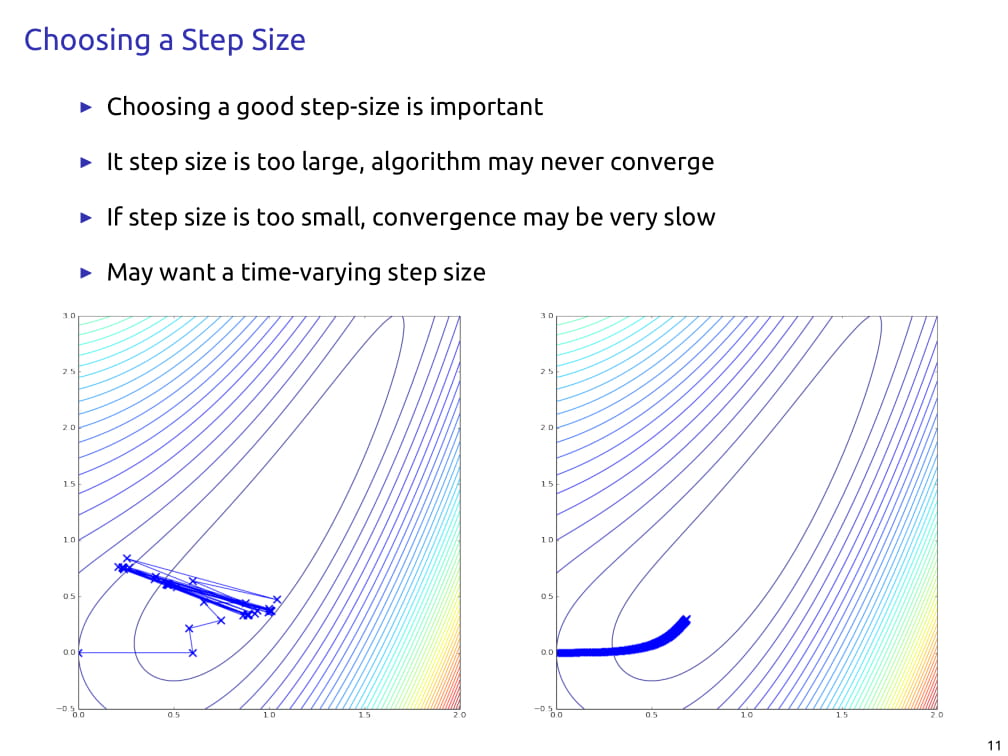 Choosing a Step Size
▶ Choosing a good step-size is important
▶ It step size is too large, algorithm may never converge
▶ If step size is too small, convergence may be very slow
▶ May want a time-varying step size
3.0
2.5
2.0
1.5
1.0
0.5
0.0
−0.5
0.0 0.5 1.0 1.5 2.0
3.0
2.5
2.0
1.5
1.0
0.5
0.0
−0.5
0.0 0.5 1.0 1.5 2.0
11